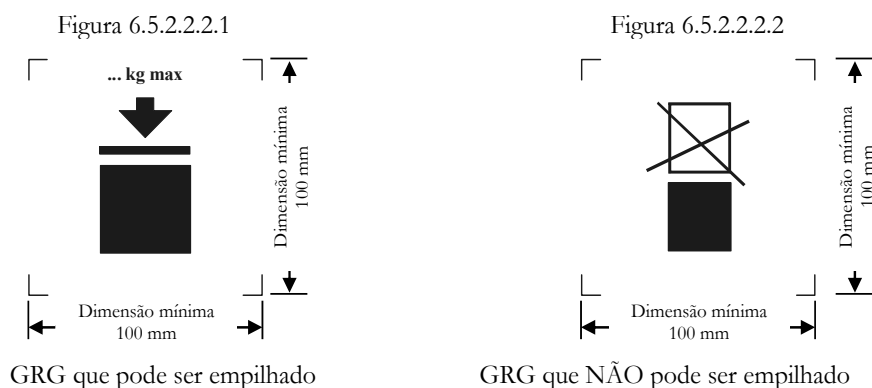 Figura 6.5.2.2.2.1
... kg max
Dimensão mínima
100 mm
Dimensão mínima
100 mm
GRG que pode ser empilhado
Figura 6.5.2.2.2.2
Dimensão mínima
100 mm
Dimensão mínima
100 mm
GRG que NÃO pode ser empilhado